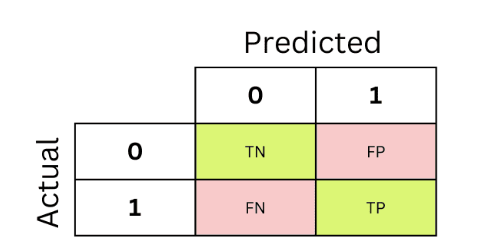 Predicted
0 1
Actual
0 TN FP
1 FN TP